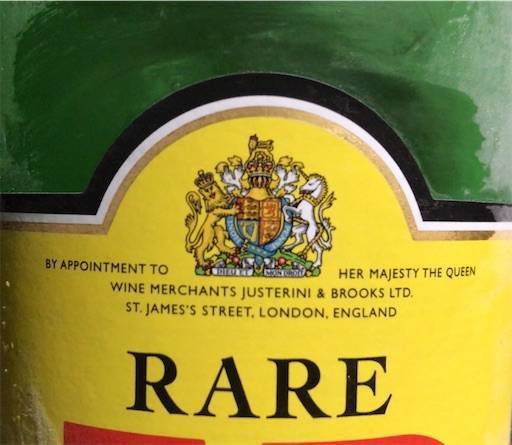 DIEU ET MON DROIT
BY APPOINTMENT TO HER MAJESTY THE QUEEN
WINE MERCHANTS JUSTERINI & BROOKS LTD.
ST. JAMES'S STREET, LONDON, ENGLAND
RARE